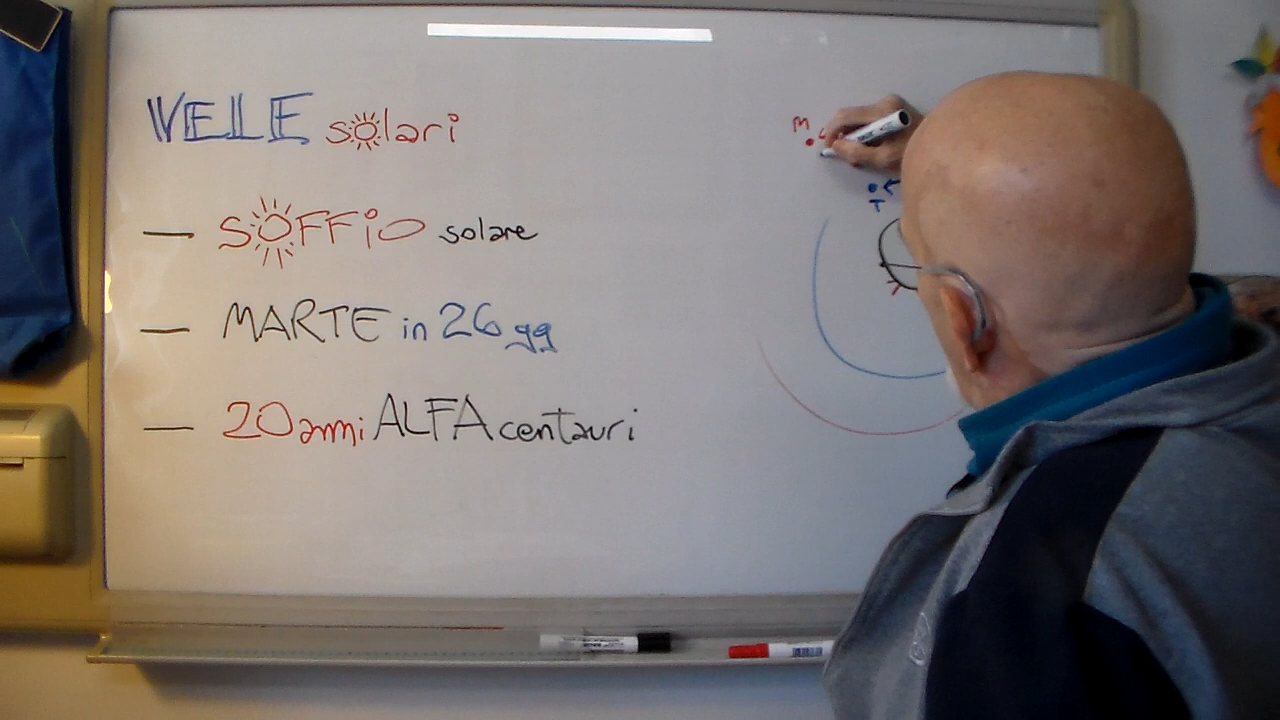 VELE solari
— SOFFiO solare
— MARTE in 26 gg
— 20 anni ALFA centauri
M
T